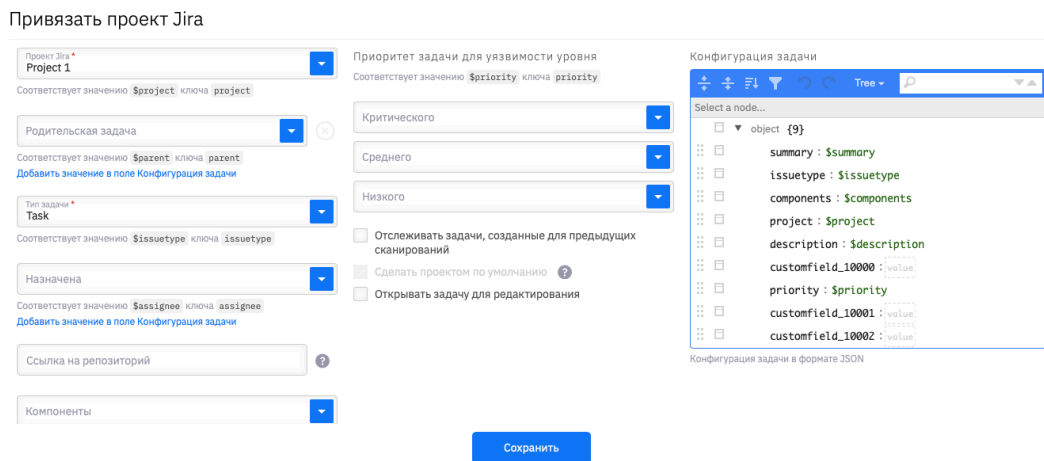 Привязать проект Jira
Проект Jira *
Project 1
Соответствует значению $project ключа project
Родительская задача
Соответствует значению $parent ключа parent
Добавить значение в поле Конфигурация задачи
Тип задачи *
Task
Соответствует значению $issuetype ключа issuetype
Назначена
Соответствует значению $assignee ключа assignee
Добавить значение в поле Конфигурация задачи
Ссылка на репозиторий
?
Компоненты
Приоритет задачи для уязвимости уровня
Соответствует значению $priority ключа priority
Критического
Среднего
Низкого
Отслеживать задачи, созданные для предыдущих
сканирований
Сделать проектом по умолчанию ?
Открывать задачу для редактирования
Конфигурация задачи
Tree
Select a node...
object {9}
summary : $summary
issuetype : $issuetype
components : $components
project : $project
description : $description
customfield_10000 : value
priority : $priority
customfield_10001 : value
customfield_10002 : value
Конфигурация задачи в формате JSON
Сохранить